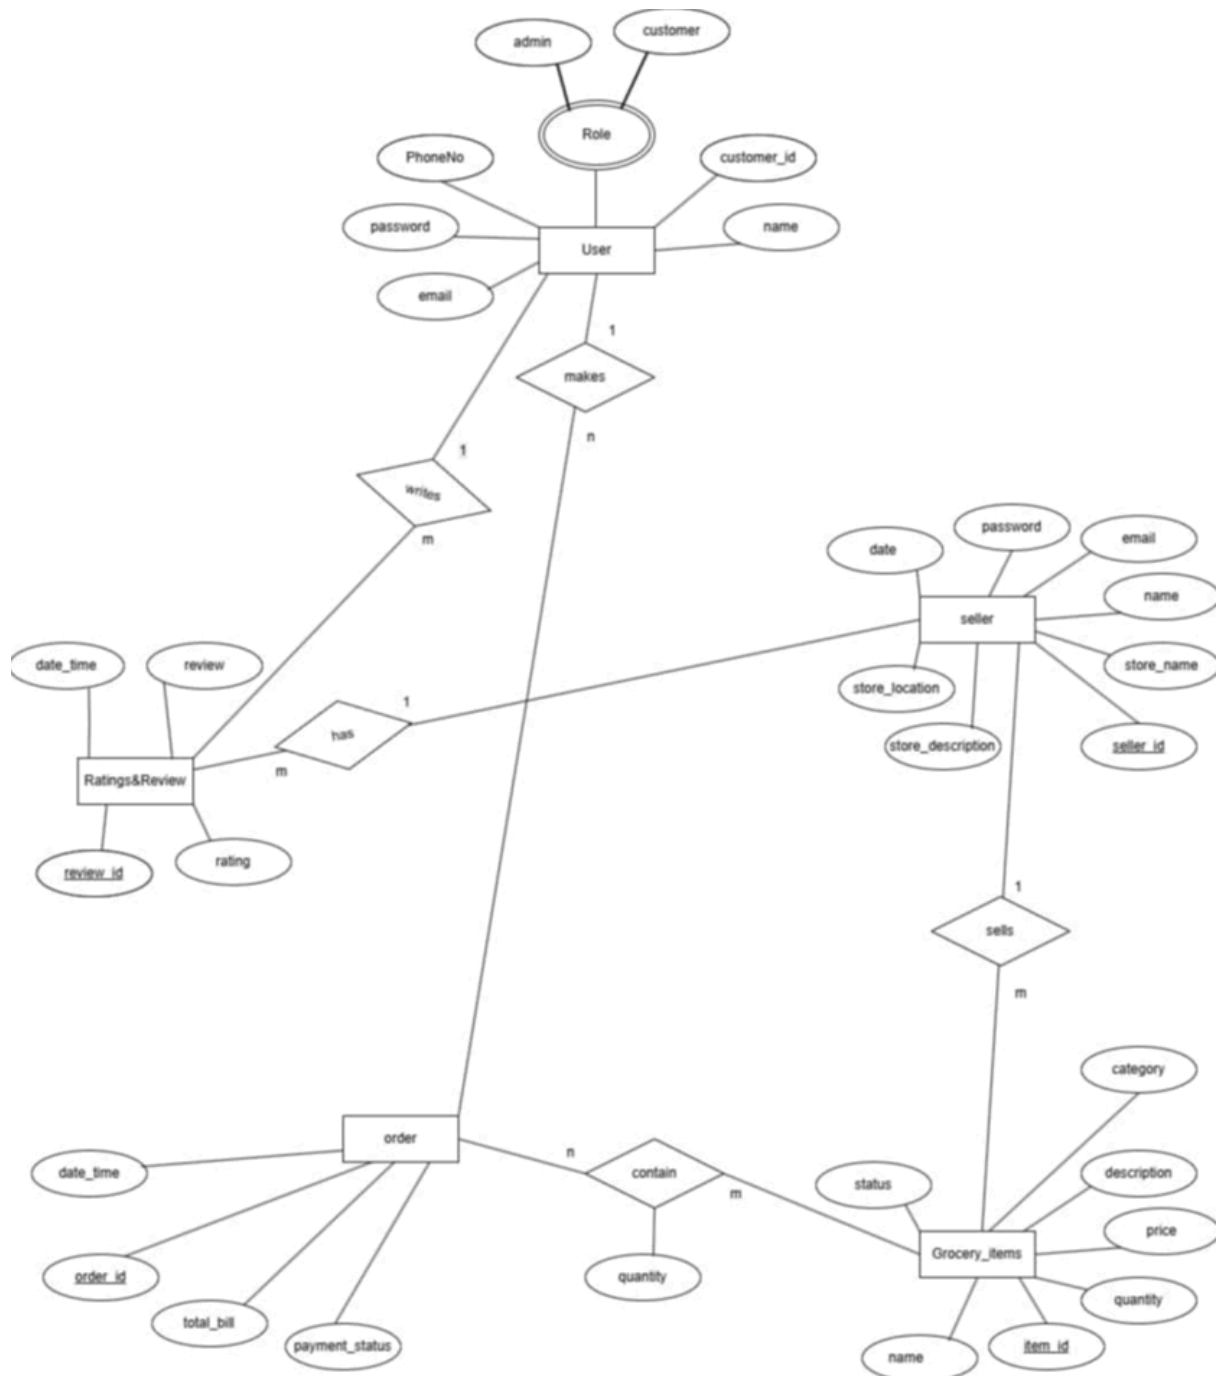 customer
admin
Role
PhoneNo
customer_id
password
name
User
email
1
makes
n
1
writes
m
password
date
email
name
seller
date_time
review
store_name
store_location
1
has
store_description
seller_id
m
Ratings&Review
rating
review_id
1
sells
m
category
order
n
date_time
contain
description
status
m
price
Grocery_items
order_id
quantity
quantity
total_bill
payment_status
item_id
name